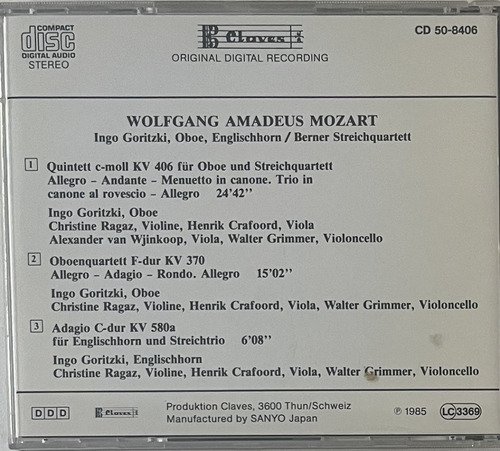 COMPACT
disc
DIGITAL AUDIO
STEREO
Claves
ORIGINAL DIGITAL RECORDING
CD 50-8406
WOLFGANG AMADEUS MOZART
Ingo Goritzki, Oboe, Englischhorn / Berner Streichquartett
1 Quintett c-moll KV 406 für Oboe und Streichquartett
Allegro – Andante – Menuetto in canone. Trio in
canone al rovescio – Allegro 24'42"
Ingo Goritzki, Oboe
Christine Ragaz, Violine, Henrik Crafoord, Viola
Alexander van Wjinkoop, Viola, Walter Grimmer, Violoncello
2 Oboenquartett F-dur KV 370
Allegro – Adagio – Rondo. Allegro 15'02"
Ingo Goritzki, Oboe
Christine Ragaz, Violine, Henrik Crafoord, Viola, Walter Grimmer, Violoncello
3 Adagio C-dur KV 580a
für Englischhorn und Streichtrio 6'08"
Ingo Goritzki, Englischhorn
Christine Ragaz, Violine, Henrik Crafoord, Viola, Walter Grimmer, Violoncello
DDD
Claves
Produktion Claves, 3600 Thun/Schweiz
Manufactured by SANYO Japan
℗ 1985
LC 3369